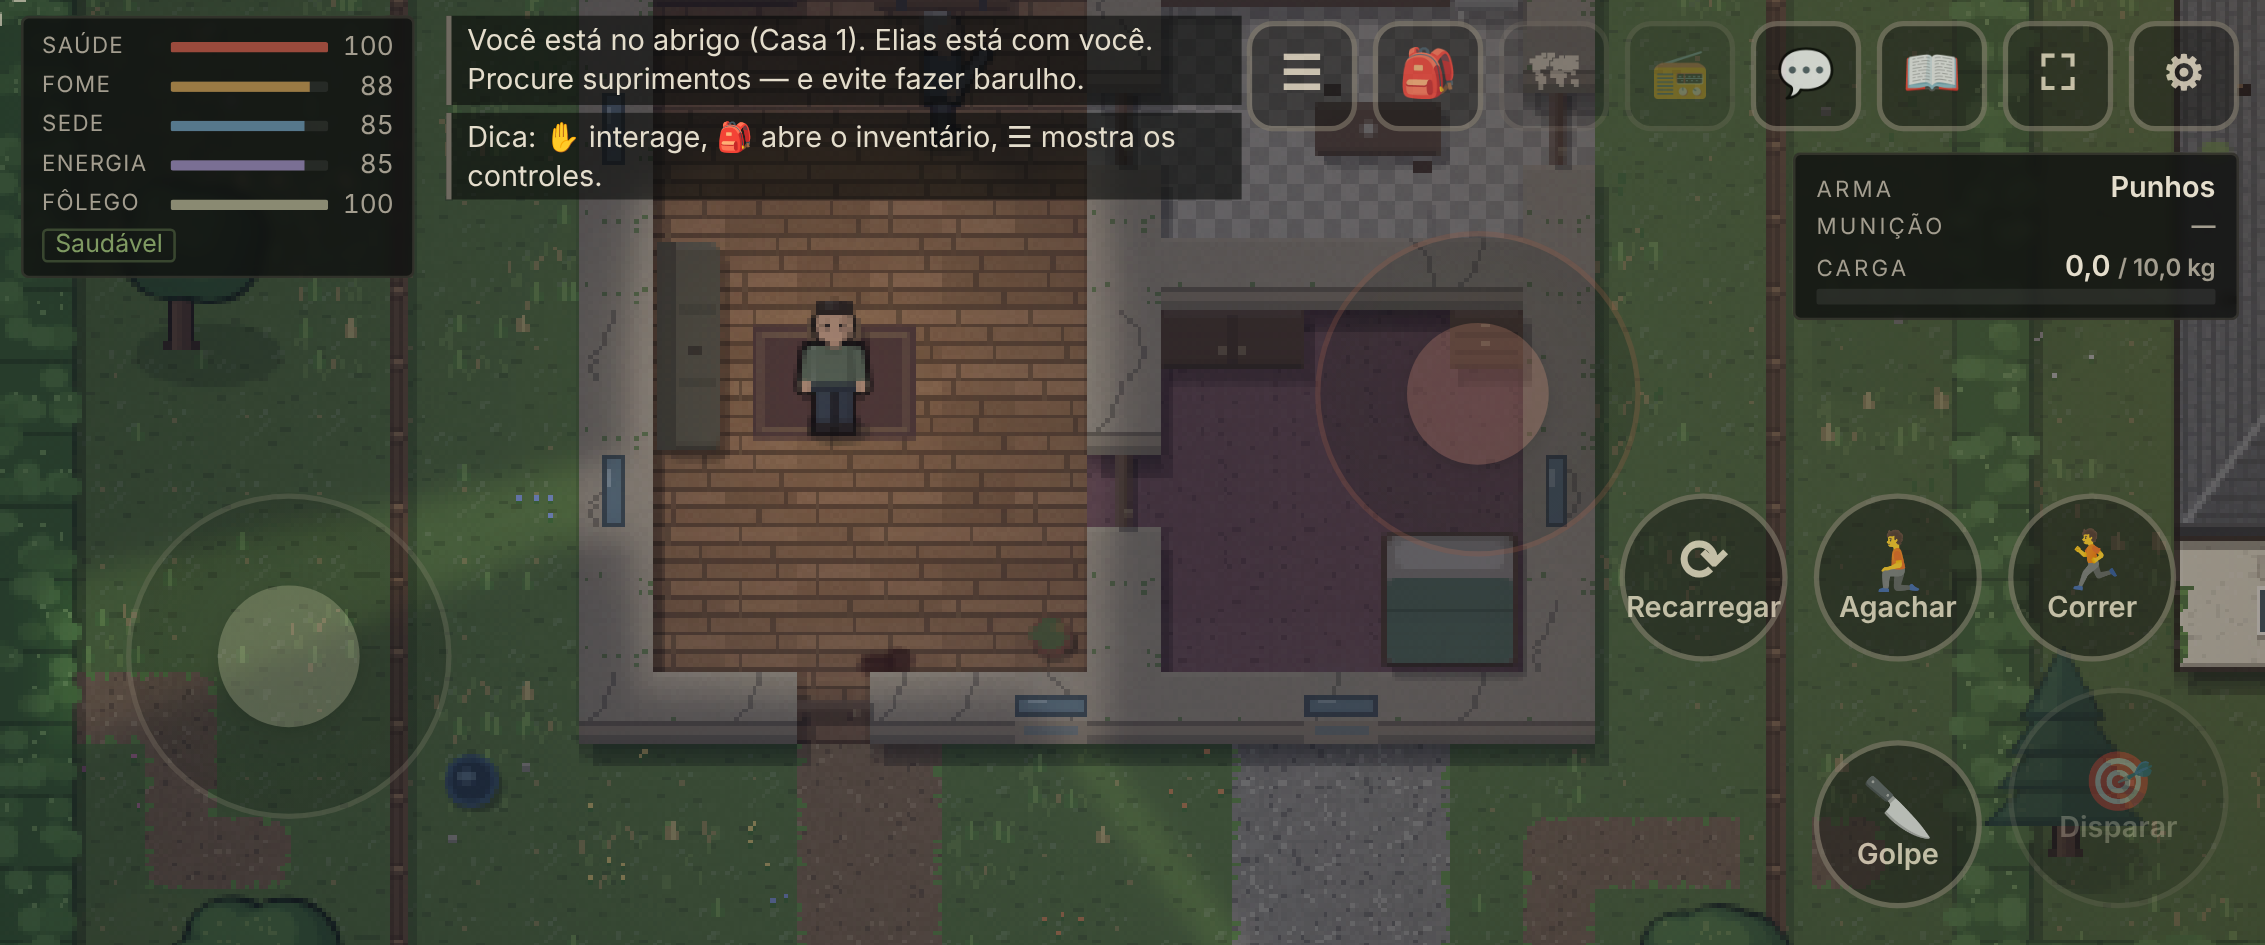 SAÚDE 100
FOME 88
SEDE 85
ENERGIA 85
FÔLEGO 100
Saudável
Você está no abrigo (Casa 1). Elias está com você.
Procure suprimentos — e evite fazer barulho.
Dica: ✋ interage, 🎒 abre o inventário, ☰ mostra os
controles.
ARMA Punhos
MUNIÇÃO —
CARGA 0,0 / 10,0 kg
Recarregar
Agachar
Correr
Golpe
Disparar